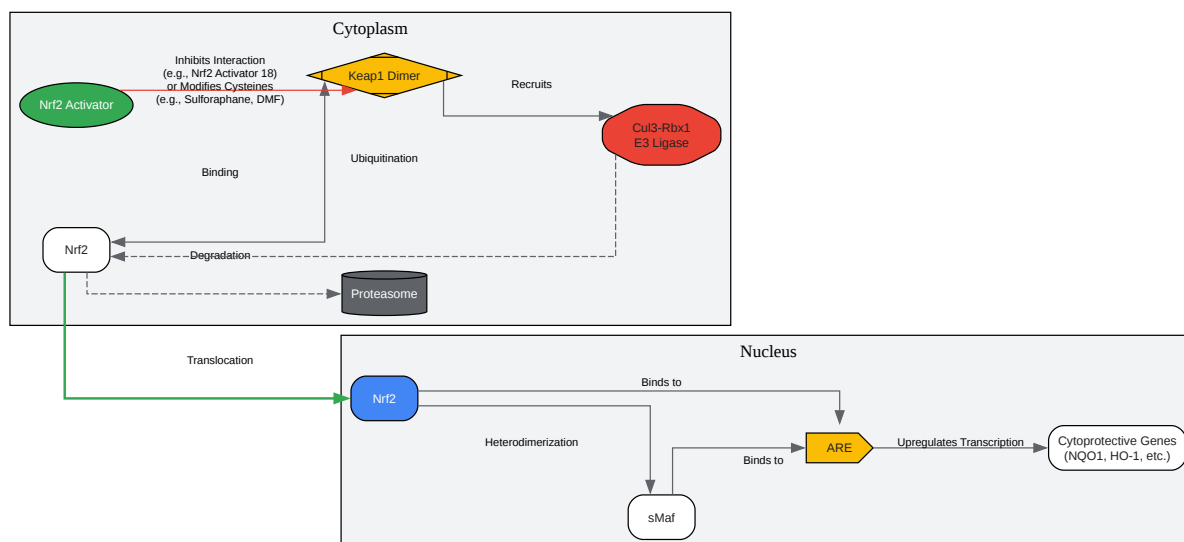 Cytoplasm
Inhibits Interaction
(e.g., Nrf2 Activator 18)
or Modifies Cysteines
(e.g., Sulforaphane, DMF)
Nrf2 Activator
Keap1 Dimer
Recruits
Cul3-Rbx1
E3 Ligase
Ubiquitination
Binding
Nrf2
Degradation
Proteasome
Translocation
Nucleus
Nrf2
Binds to
Heterodimerization
Binds to
ARE
Upregulates Transcription
Cytoprotective Genes
(NQO1, HO-1, etc.)
sMaf